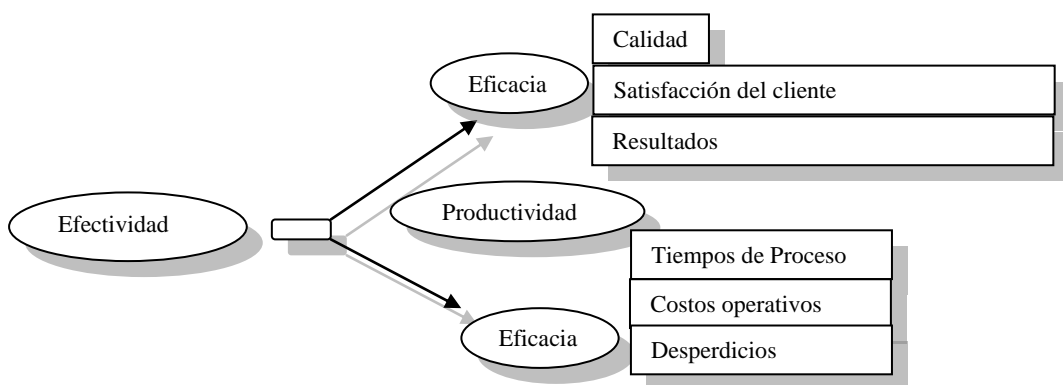 Calidad
Eficacia
Satisfacción del cliente
Resultados
Efectividad
Productividad
Tiempos de Proceso
Costos operativos
Eficacia
Desperdicios